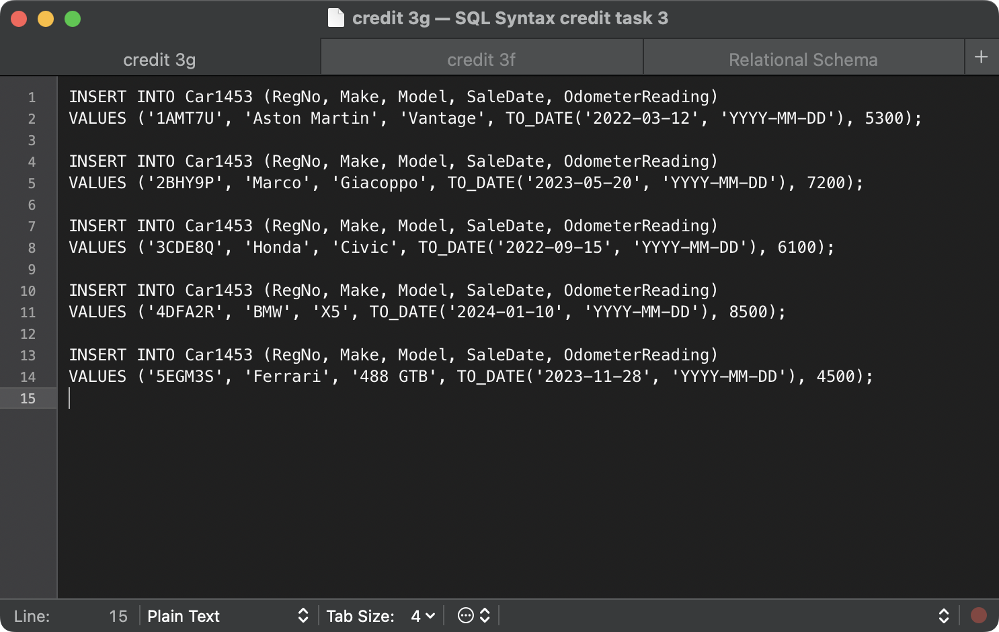 credit 3g — SQL Syntax credit task 3
credit 3g
credit 3f
Relational Schema
+
1 INSERT INTO Car1453 (RegNo, Make, Model, SaleDate, OdometerReading)
2 VALUES ('1AMT7U', 'Aston Martin', 'Vantage', TO_DATE('2022-03-12', 'YYYY-MM-DD'), 5300);
3
4 INSERT INTO Car1453 (RegNo, Make, Model, SaleDate, OdometerReading)
5 VALUES ('2BHY9P', 'Marco', 'Giacoppo', TO_DATE('2023-05-20', 'YYYY-MM-DD'), 7200);
6
7 INSERT INTO Car1453 (RegNo, Make, Model, SaleDate, OdometerReading)
8 VALUES ('3CDE8Q', 'Honda', 'Civic', TO_DATE('2022-09-15', 'YYYY-MM-DD'), 6100);
9
10 INSERT INTO Car1453 (RegNo, Make, Model, SaleDate, OdometerReading)
11 VALUES ('4DFA2R', 'BMW', 'X5', TO_DATE('2024-01-10', 'YYYY-MM-DD'), 8500);
12
13 INSERT INTO Car1453 (RegNo, Make, Model, SaleDate, OdometerReading)
14 VALUES ('5EGM3S', 'Ferrari', '488 GTB', TO_DATE('2023-11-28', 'YYYY-MM-DD'), 4500);
15
Line: 15 Plain Text Tab Size: 4